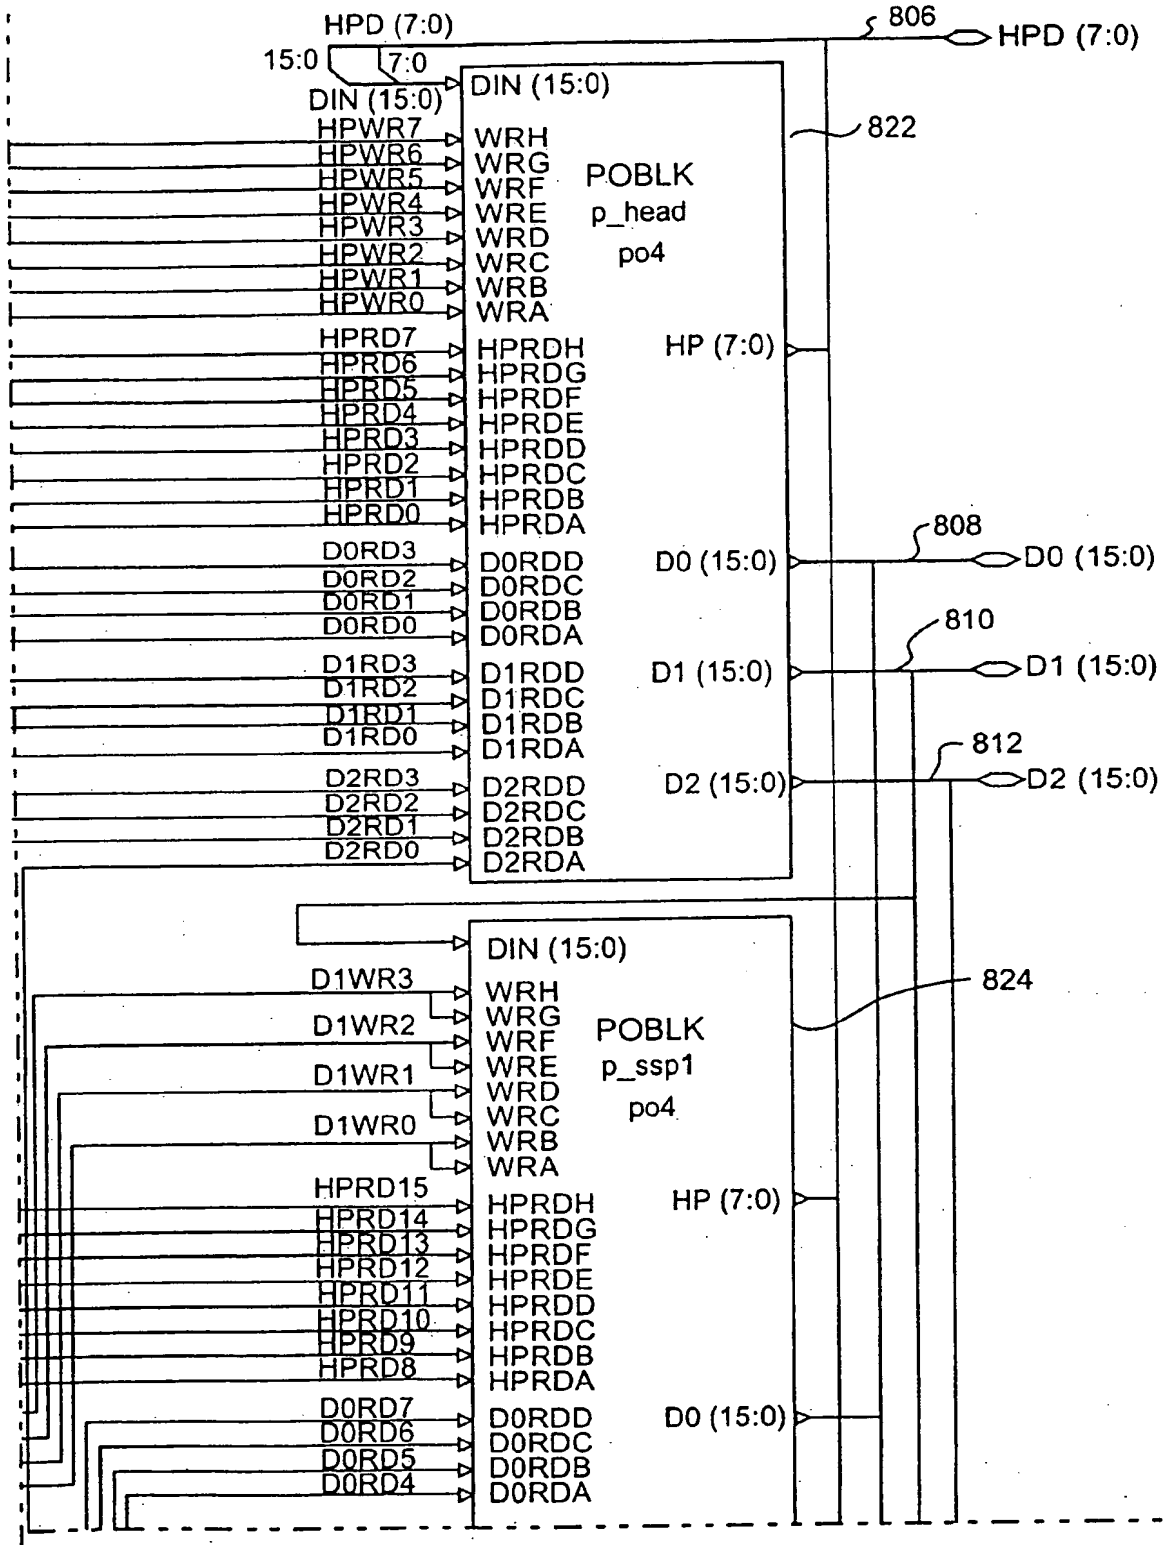 HPD (7:0)
806
HPD (7:0)
15:0
7:0
DIN (15:0)
DIN (15:0)
822
HPWR7
WRH
HPWR6
WRG
HPWR5
WRF
HPWR4
WRE
HPWR3
WRD
HPWR2
WRC
HPWR1
WRB
HPWR0
WRA
POBLK
p_head
po4
HPRD7
HPRDH
HP (7:0)
HPRD6
HPRDG
HPRD5
HPRDF
HPRD4
HPRDE
HPRD3
HPRDD
HPRD2
HPRDC
HPRD1
HPRDB
HPRD0
HPRDA
808
D0RD3
D0RDD
D0 (15:0)
D0 (15:0)
D0RD2
D0RDC
D0RD1
D0RDB
D0RD0
D0RDA
810
D1RD3
D1RDD
D1 (15:0)
D1 (15:0)
D1RD2
D1RDC
D1RD1
D1RDB
D1RD0
D1RDA
812
D2RD3
D2RDD
D2 (15:0)
D2 (15:0)
D2RD2
D2RDC
D2RD1
D2RDB
D2RD0
D2RDA
DIN (15:0)
824
D1WR3
WRH
WRG
D1WR2
WRF
WRE
D1WR1
WRD
WRC
D1WR0
WRB
WRA
POBLK
p_ssp1
po4
HPRD15
HPRDH
HP (7:0)
HPRD14
HPRDG
HPRD13
HPRDF
HPRD12
HPRDE
HPRD11
HPRDD
HPRD10
HPRDC
HPRD9
HPRDB
HPRD8
HPRDA
D0RD7
D0RDD
D0 (15:0)
D0RD6
D0RDC
D0RD5
D0RDB
D0RD4
D0RDA